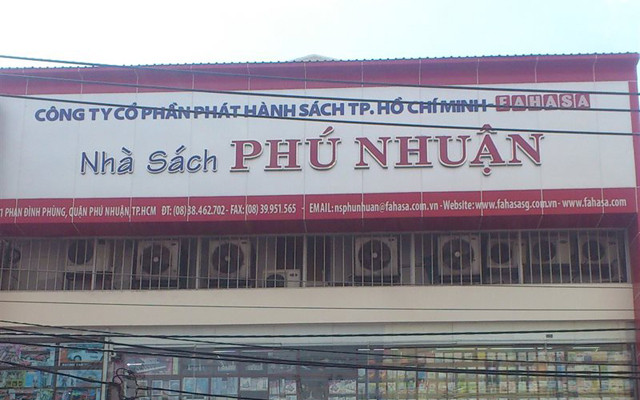 CÔNG TY CỔ PHẦN PHÁT HÀNH SÁCH TP. HỒ CHÍ MINH - FAHASA
Nhà Sách PHÚ NHUẬN
1 PHAN ĐÌNH PHÙNG, QUẬN PHÚ NHUẬN, TP.HCM ĐT: (08)38.462.702 - FAX: (08) 39.951.565 - EMAIL: nsphunhuan@fahasa.com.vn - Website: www.fahasasg.com.vn - www.fahasa.com